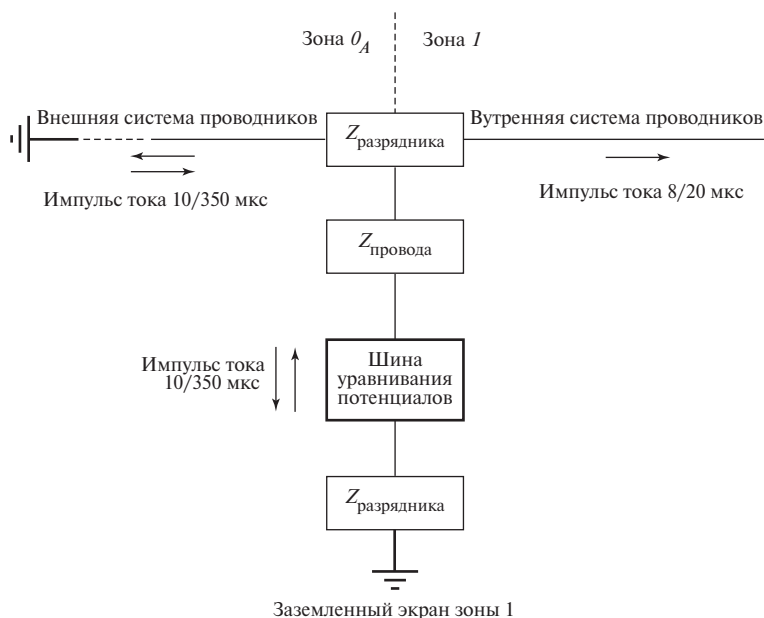 Зона 0A
Зона 1
Внешняя система проводников
Zразрядника
Вутренняя система проводников
Импульс тока 10/350 мкс
Импульс тока 8/20 мкс
Zпровода
Импульс тока
10/350 мкс
Шина
уравнивания
потенциалов
Zразрядника
Заземленный экран зоны 1